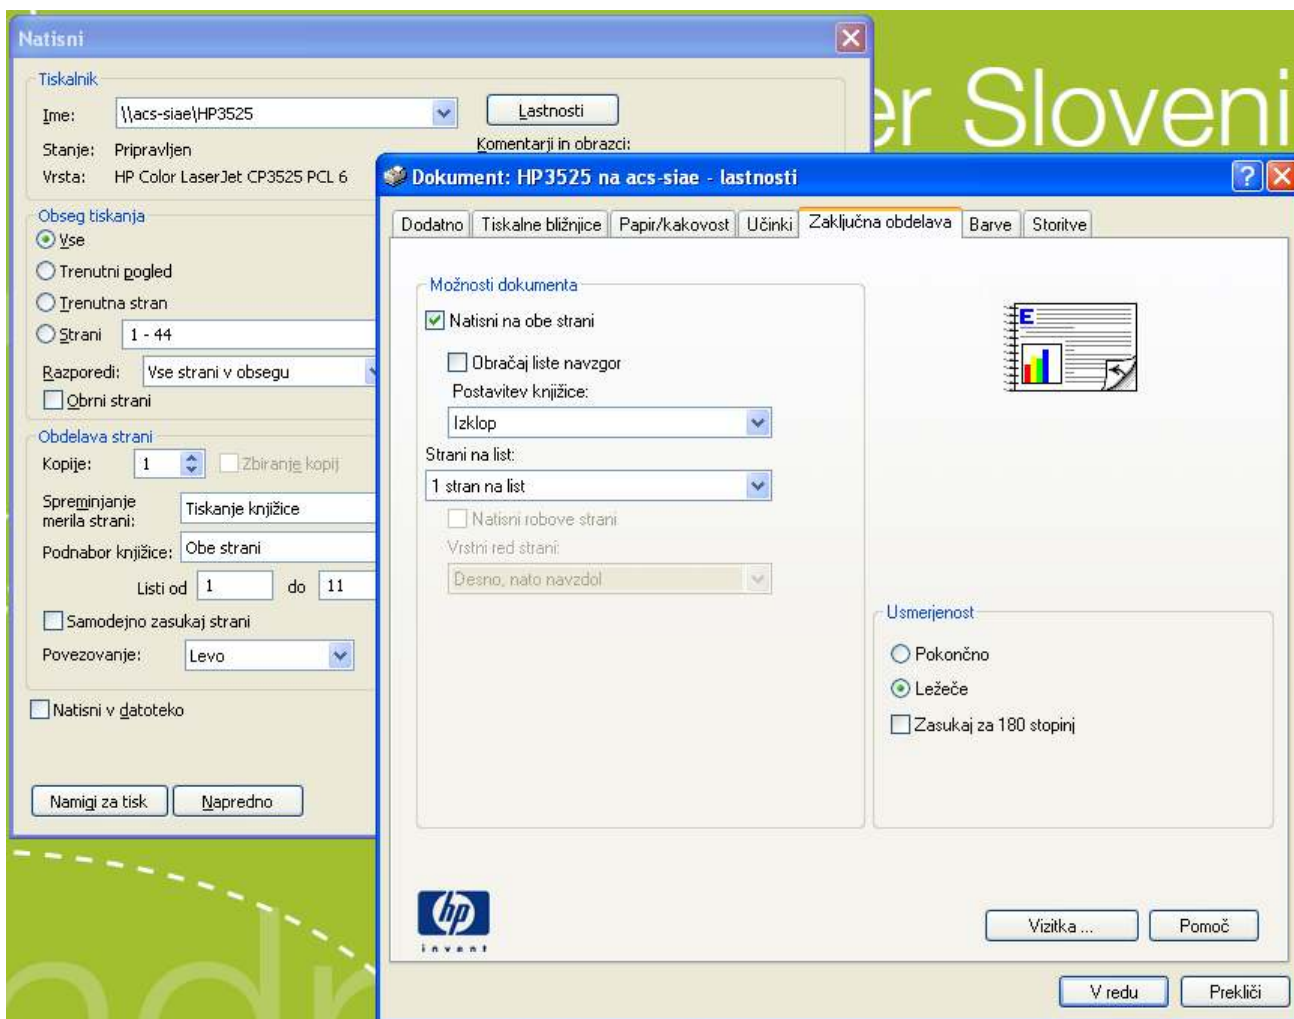 er Sloveni
Natisni
Tiskalnik
Ime: \\acs-siae\HP3525 Lastnosti
Stanje: Pripravljen Komentarji in obrazci:
Vrsta: HP Color LaserJet CP3525 PCL 6
Obseg tiskanja
Vse
Trenutni pogled
Trenutna stran
Strani 1 - 44
Razporedi: Vse strani v obsegu
Obrni strani
Obdelava strani
Kopije: 1 Zbiranje kopij
Spreminjanje
merila strani: Tiskanje knjižice
Podnabor knjižice: Obe strani
Listi od 1 do 11
Samodejno zasukaj strani
Povezovanje: Levo
Natisni v datoteko
Namigi za tisk Napredno
Dokument: HP3525 na acs-siae - lastnosti
Dodatno Tiskalne bližnjice Papir/kakovost Učinki Zaključna obdelava Barve Storitve
Možnosti dokumenta
Natisni na obe strani
Obračaj liste navzgor
Postavitev knjižice:
Izklop
Strani na list:
1 stran na list
Natisni robove strani
Vrstni red strani:
Desno, nato navzdol
E
Usmerjenost
Pokončno
Ležeče
Zasukaj za 180 stopinj
hp
invent
Vizitka ... Pomoč
V redu Prekliči